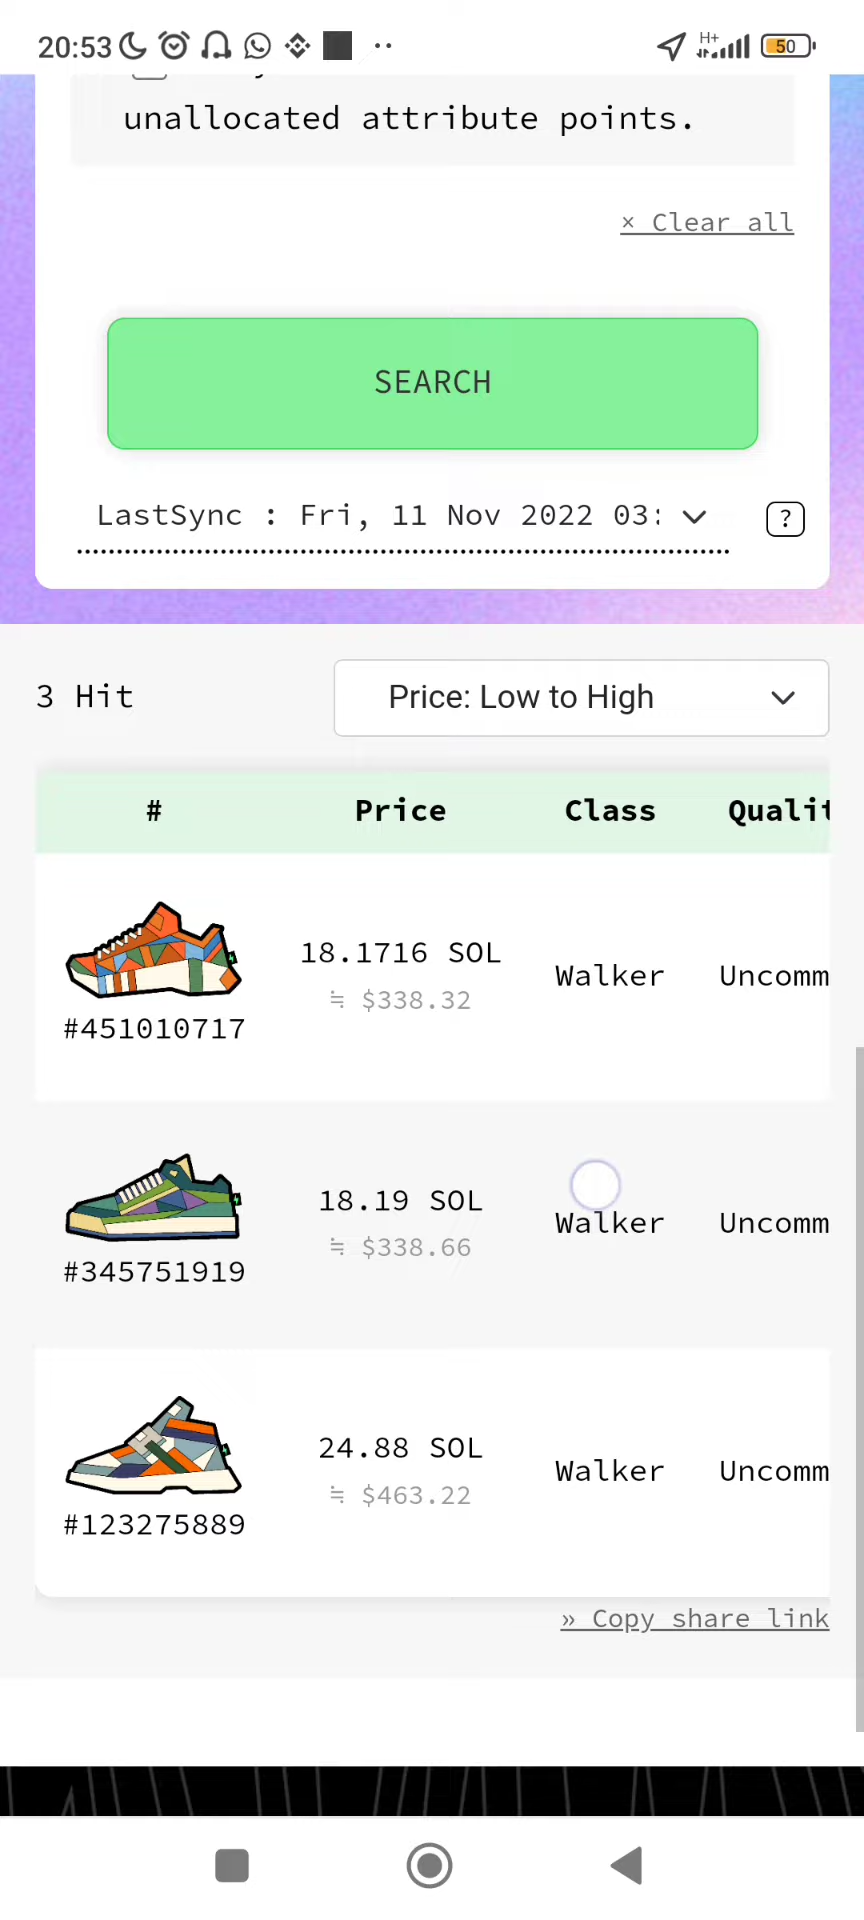 20:53
H+
50
unallocated attribute points.
× Clear all
SEARCH
LastSync : Fri, 11 Nov 2022 03:
?
3 Hit
Price: Low to High
# Price Class Qualit
18.1716 SOL
Walker Uncomm
≒ $338.32
#451010717
18.19 SOL
Walker Uncomm
≒ $338.66
#345751919
24.88 SOL
Walker Uncomm
≒ $463.22
#123275889
» Copy share link